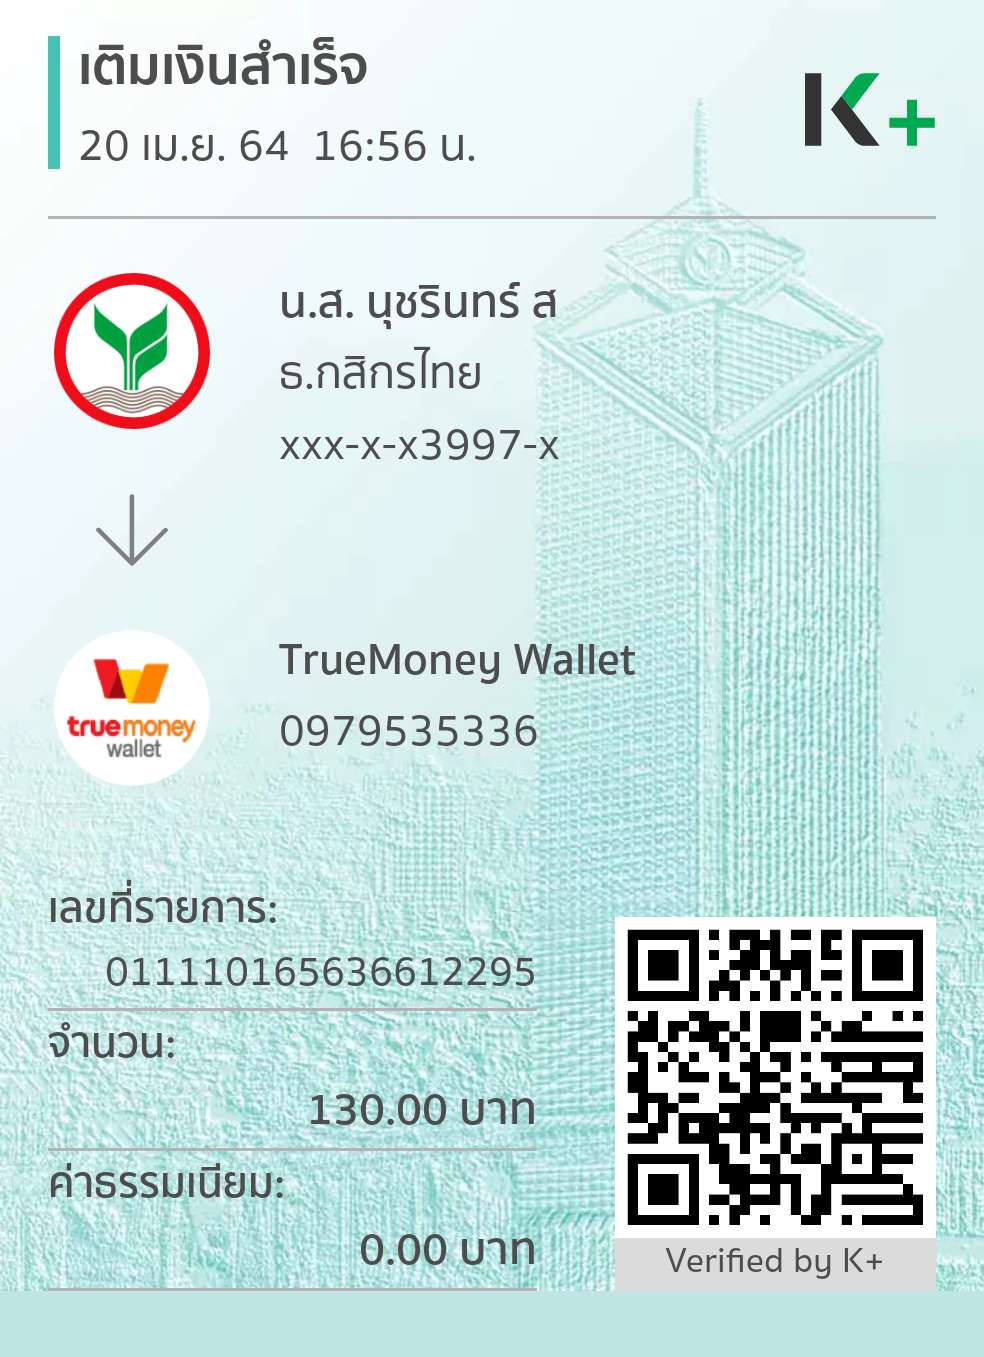 เติมเงินสำเร็จ
20 เม.ย. 64  16:56 น.
K+
น.ส. นุชรินทร์ ส
ธ.กสิกรไทย
xxx-x-x3997-x
truemoney
wallet
TrueMoney Wallet
0979535336
เลขที่รายการ:
011110165636612295
จำนวน:
130.00 บาท
ค่าธรรมเนียม:
0.00 บาท
Verified by K+